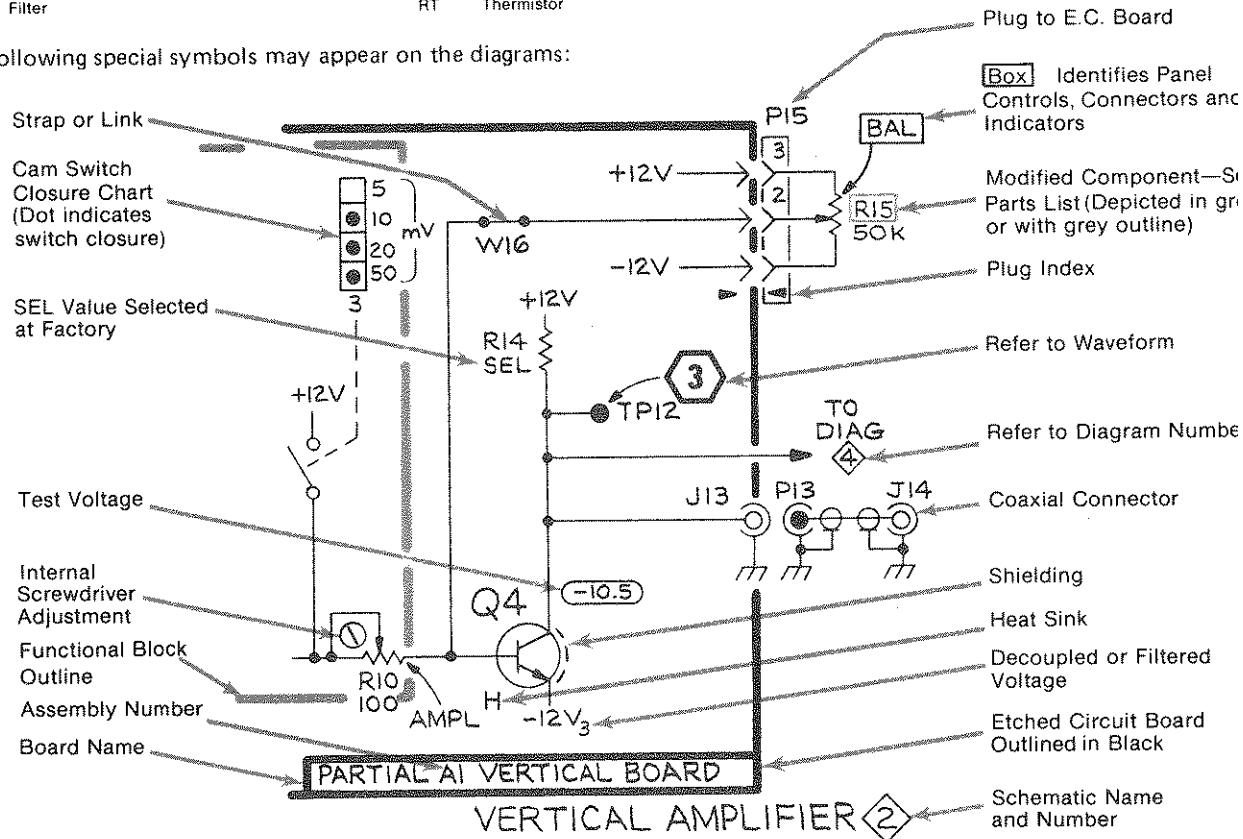 Filter
RT Thermistor
ollowing special symbols may appear on the diagrams:
Plug to E.C. Board
Box Identifies Panel
Controls, Connectors and
Indicators
Strap or Link
Cam Switch
Closure Chart
(Dot indicates
switch closure)
5
10
20
50
mV
3
+12V
W16
-12V
P15
3
2
BAL
R15
50K
Modified Component—Se
Parts List (Depicted in gre
or with grey outline)
Plug Index
SEL Value Selected
at Factory
+12V
R14
SEL
3
TP12
Refer to Waveform
+12V
TO
DIAG
4
Refer to Diagram Numbe
Test Voltage
J13
P13
J14
Coaxial Connector
-10.5
Q4
Shielding
Internal
Screwdriver
Adjustment
Heat Sink
Functional Block
Outline
R10
100
AMPL
H
-12V3
Decoupled or Filtered
Voltage
Assembly Number
Board Name
PARTIAL A1 VERTICAL BOARD
Etched Circuit Board
Outlined in Black
VERTICAL AMPLIFIER 2
Schematic Name
and Number